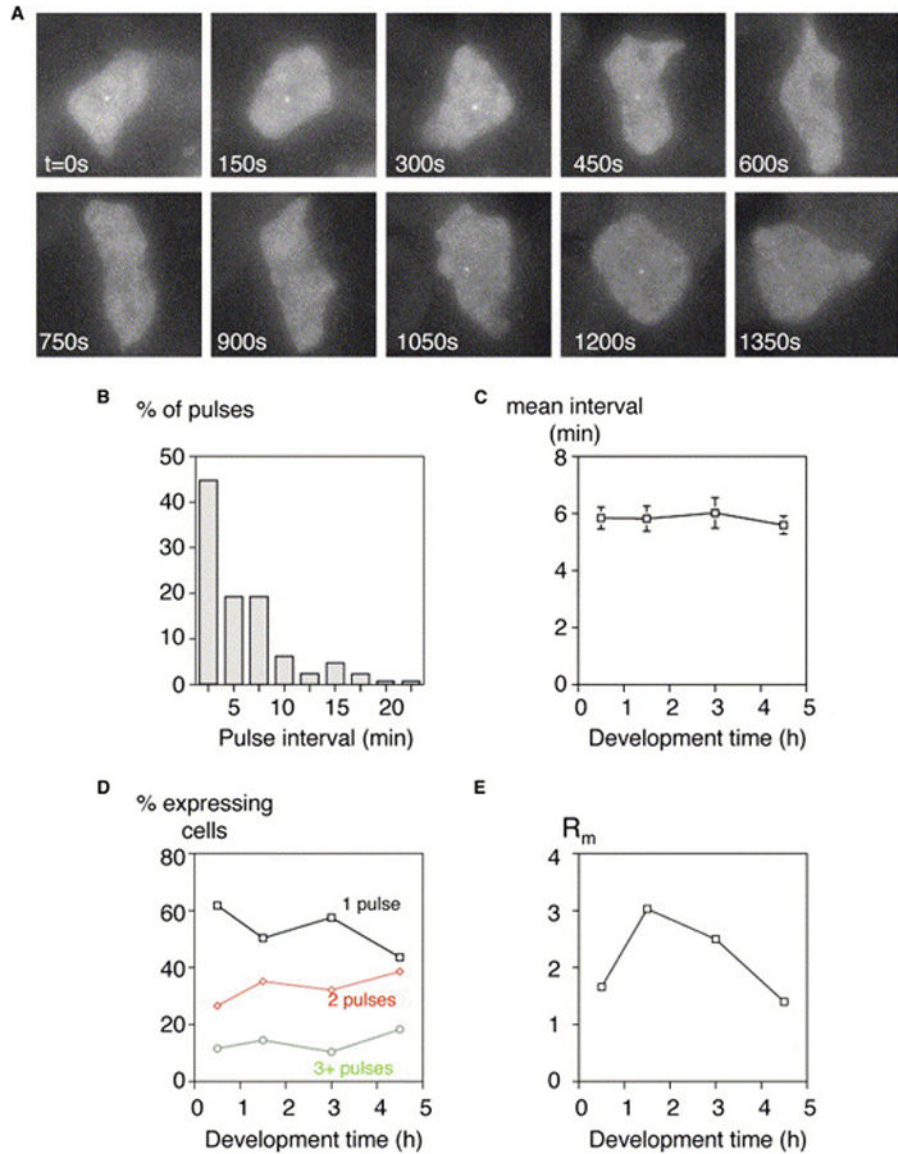 A
t=0s 150s 300s 450s 600s
750s 900s 1050s 1200s 1350s
B
% of pulses
50
40
30
20
10
0
5 10 15 20
Pulse interval (min)
C
mean interval
(min)
8
6
4
2
0
0 1 2 3 4 5
Development time (h)
D
% expressing
cells
80
60
40
20
0
1 pulse
2 pulses
3+ pulses
0 1 2 3 4 5
Development time (h)
E
Rm
4
3
2
1
0
0 1 2 3 4 5
Development time (h)